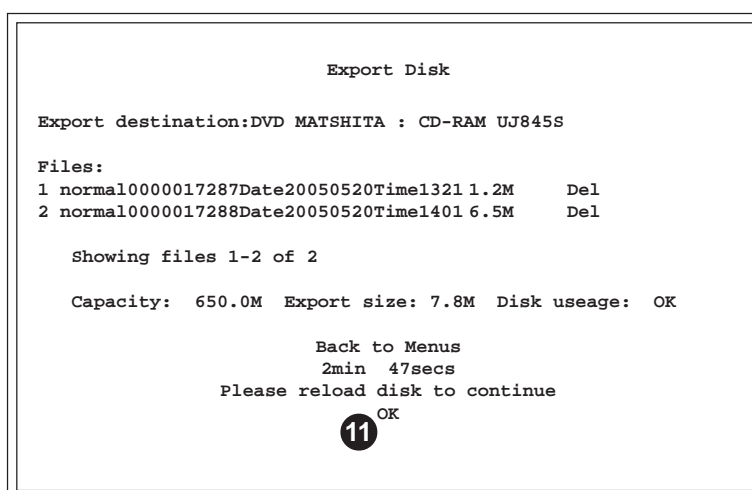 Export Disk
Export destination:DVD MATSHITA : CD-RAM UJ845S
Files:
1 normal0000017287Date20050520Time1321 1.2M Del
2 normal0000017288Date20050520Time1401 6.5M Del
Showing files 1-2 of 2
Capacity: 650.0M Export size: 7.8M Disk useage: OK
Back to Menus
2min 47secs
Please reload disk to continue
OK
11